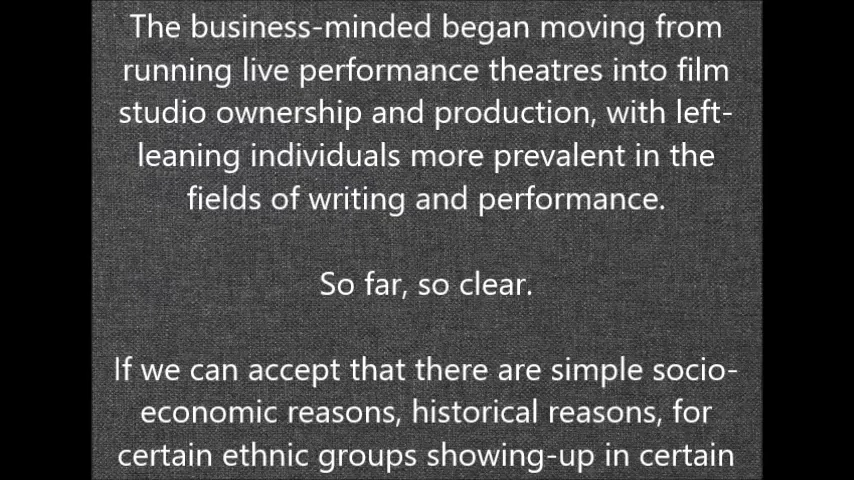 The business-minded began moving from
running live performance theatres into film
studio ownership and production, with left-
leaning individuals more prevalent in the
fields of writing and performance.
So far, so clear.
If we can accept that there are simple socio-
economic reasons, historical reasons, for
certain ethnic groups showing-up in certain